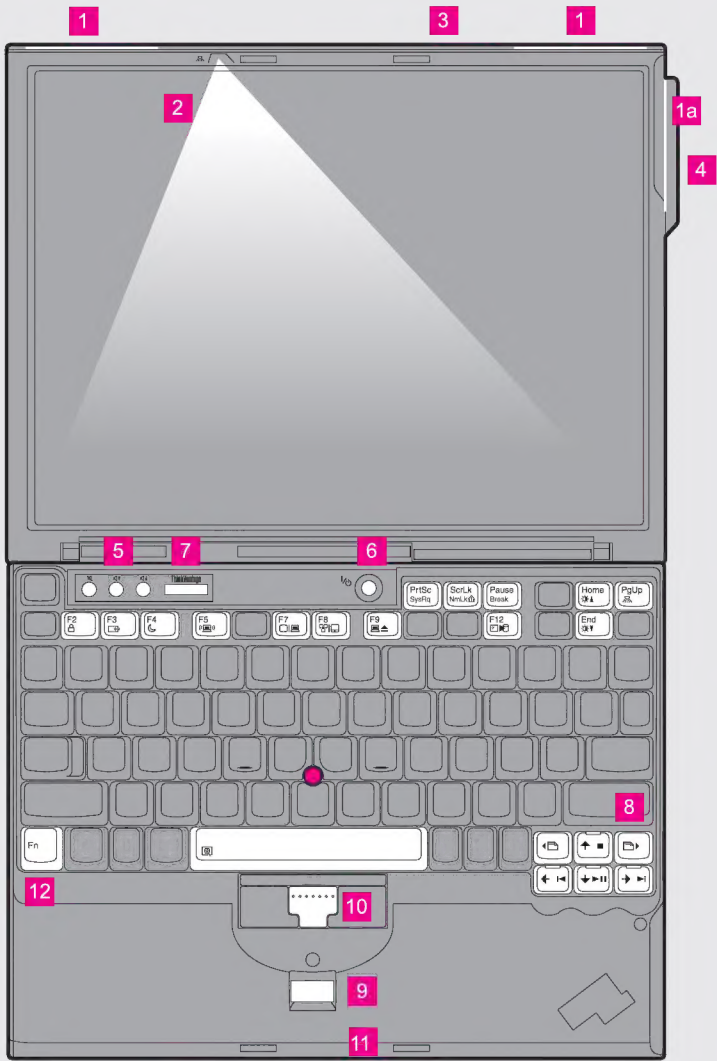 1
3
1
2
1a
4
5
7
6
ThinkVantage
PrtSc
SysRq
ScrLk
NmLk
Pause
Break
Home
PgUp
F2
F3
F4
F5
F7
F8
F9
F12
End
8
Fn
12
10
9
11